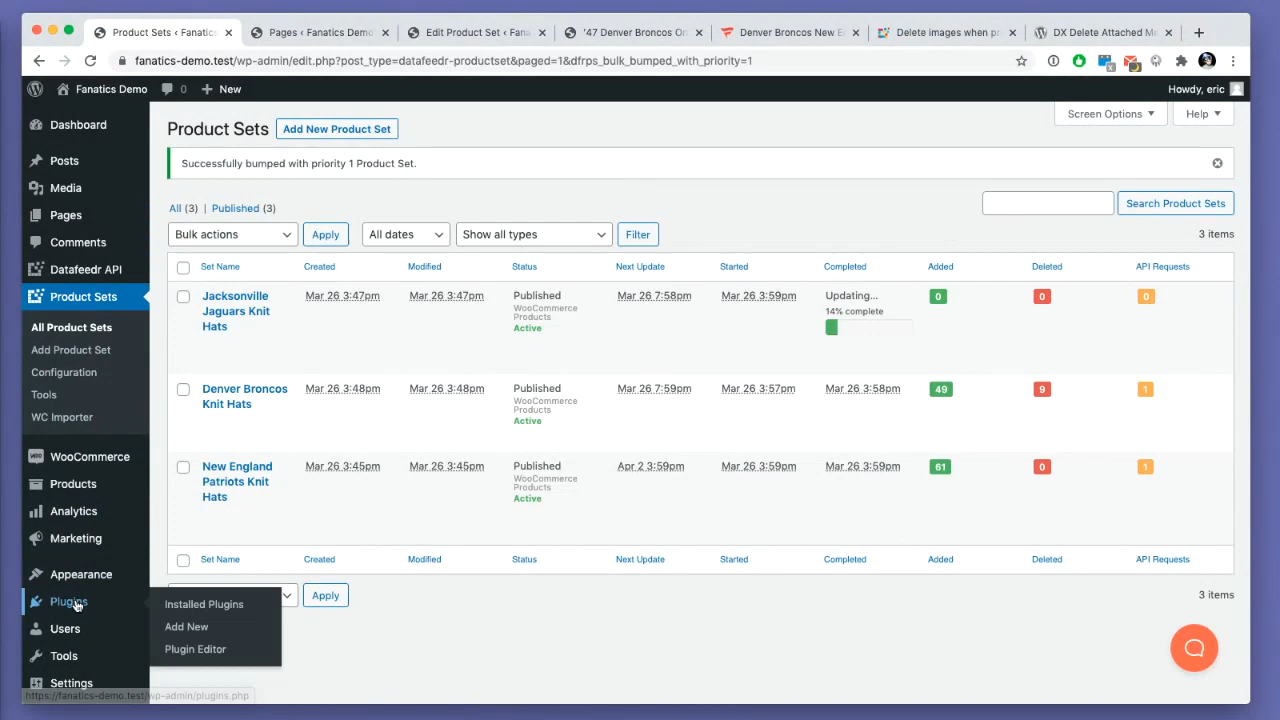 Product Sets ‹ Fanatics
Pages ‹ Fanatics Demo
Edit Product Set ‹ Fana
'47 Denver Broncos On
Denver Broncos New E
Delete images when p
DX Delete Attached M
fanatics-demo.test/wp-admin/edit.php?post_type=datafeedr-productset&paged=1&dfrps_bulk_bumped_with_priority=1
Fanatics Demo
0
New
Howdy, eric
Dashboard
Posts
Media
Pages
Comments
Datafeedr API
Product Sets
All Product Sets
Add Product Set
Configuration
Tools
WC Importer
WooCommerce
Products
Analytics
Marketing
Appearance
Plugins
Users
Tools
Settings
Installed Plugins
Add New
Plugin Editor
https://fanatics-demo.test/wp-admin/plugins.php
Product Sets
Add New Product Set
Screen Options
Help
Successfully bumped with priority 1 Product Set.
All (3) | Published (3)
Search Product Sets
Bulk actions
Apply
All dates
Show all types
Filter
3 items
Set Name Created Modified Status Next Update Started Completed Added Deleted API Requests
Jacksonville Jaguars Knit Hats
Mar 26 3:47pm
Mar 26 3:47pm
Published
WooCommerce
Products
Active
Mar 26 7:58pm
Mar 26 3:59pm
Updating...
14% complete
0
0
0
Denver Broncos
Knit Hats
Mar 26 3:48pm
Mar 26 3:48pm
Published
WooCommerce
Products
Active
Mar 26 7:59pm
Mar 26 3:57pm
Mar 26 3:58pm
49
9
1
New England
Patriots Knit
Hats
Mar 26 3:45pm
Mar 26 3:45pm
Published
WooCommerce
Products
Active
Apr 2 3:59pm
Mar 26 3:59pm
Mar 26 3:59pm
61
0
1
Set Name Created Modified Status Next Update Started Completed Added Deleted API Requests
Apply
3 items